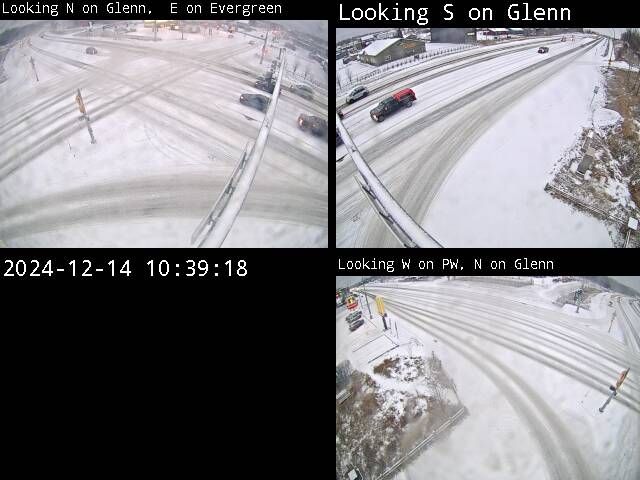 Looking N on Glenn,  E on Evergreen
Looking S on Glenn
2024-12-14 10:39:18
Looking W on PW, N on Glenn